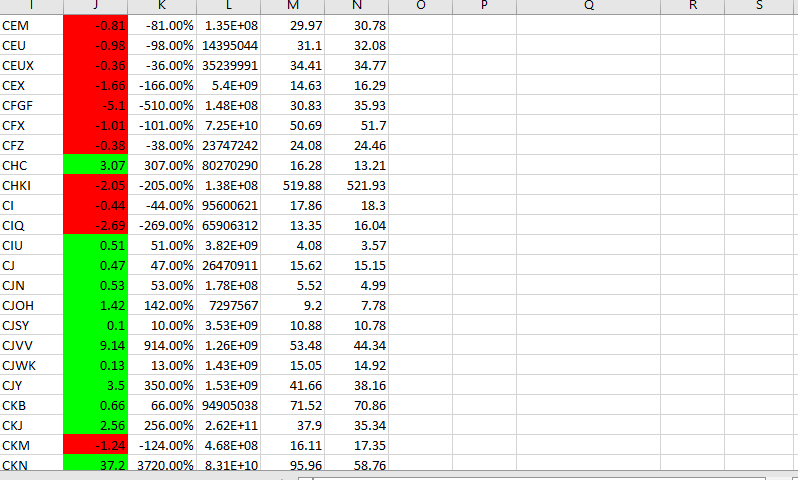 I J K L M N O P Q R S
CEM -0.81 -81.00% 1.35E+08 29.97 30.78
CEU -0.98 -98.00% 14395044 31.1 32.08
CEUX -0.36 -36.00% 35239991 34.41 34.77
CEX -1.66 -166.00% 5.4E+09 14.63 16.29
CFGF -5.1 -510.00% 1.48E+08 30.83 35.93
CFX -1.01 -101.00% 7.25E+10 50.69 51.7
CFZ -0.38 -38.00% 23747242 24.08 24.46
CHC 3.07 307.00% 80270290 16.28 13.21
CHKI -2.05 -205.00% 1.38E+08 519.88 521.93
CI -0.44 -44.00% 95600621 17.86 18.3
CIQ -2.69 -269.00% 65906312 13.35 16.04
CIU 0.51 51.00% 3.82E+09 4.08 3.57
CJ 0.47 47.00% 26470911 15.62 15.15
CJN 0.53 53.00% 1.78E+08 5.52 4.99
CJOH 1.42 142.00% 7297567 9.2 7.78
CJSY 0.1 10.00% 3.53E+09 10.88 10.78
CJVV 9.14 914.00% 1.26E+09 53.48 44.34
CJWK 0.13 13.00% 1.43E+09 15.05 14.92
CJY 3.5 350.00% 1.53E+09 41.66 38.16
CKB 0.66 66.00% 94905038 71.52 70.86
CKJ 2.56 256.00% 2.62E+11 37.9 35.34
CKM -1.24 -124.00% 4.68E+08 16.11 17.35
CKN 37.2 3720.00% 8.31E+10 95.96 58.76